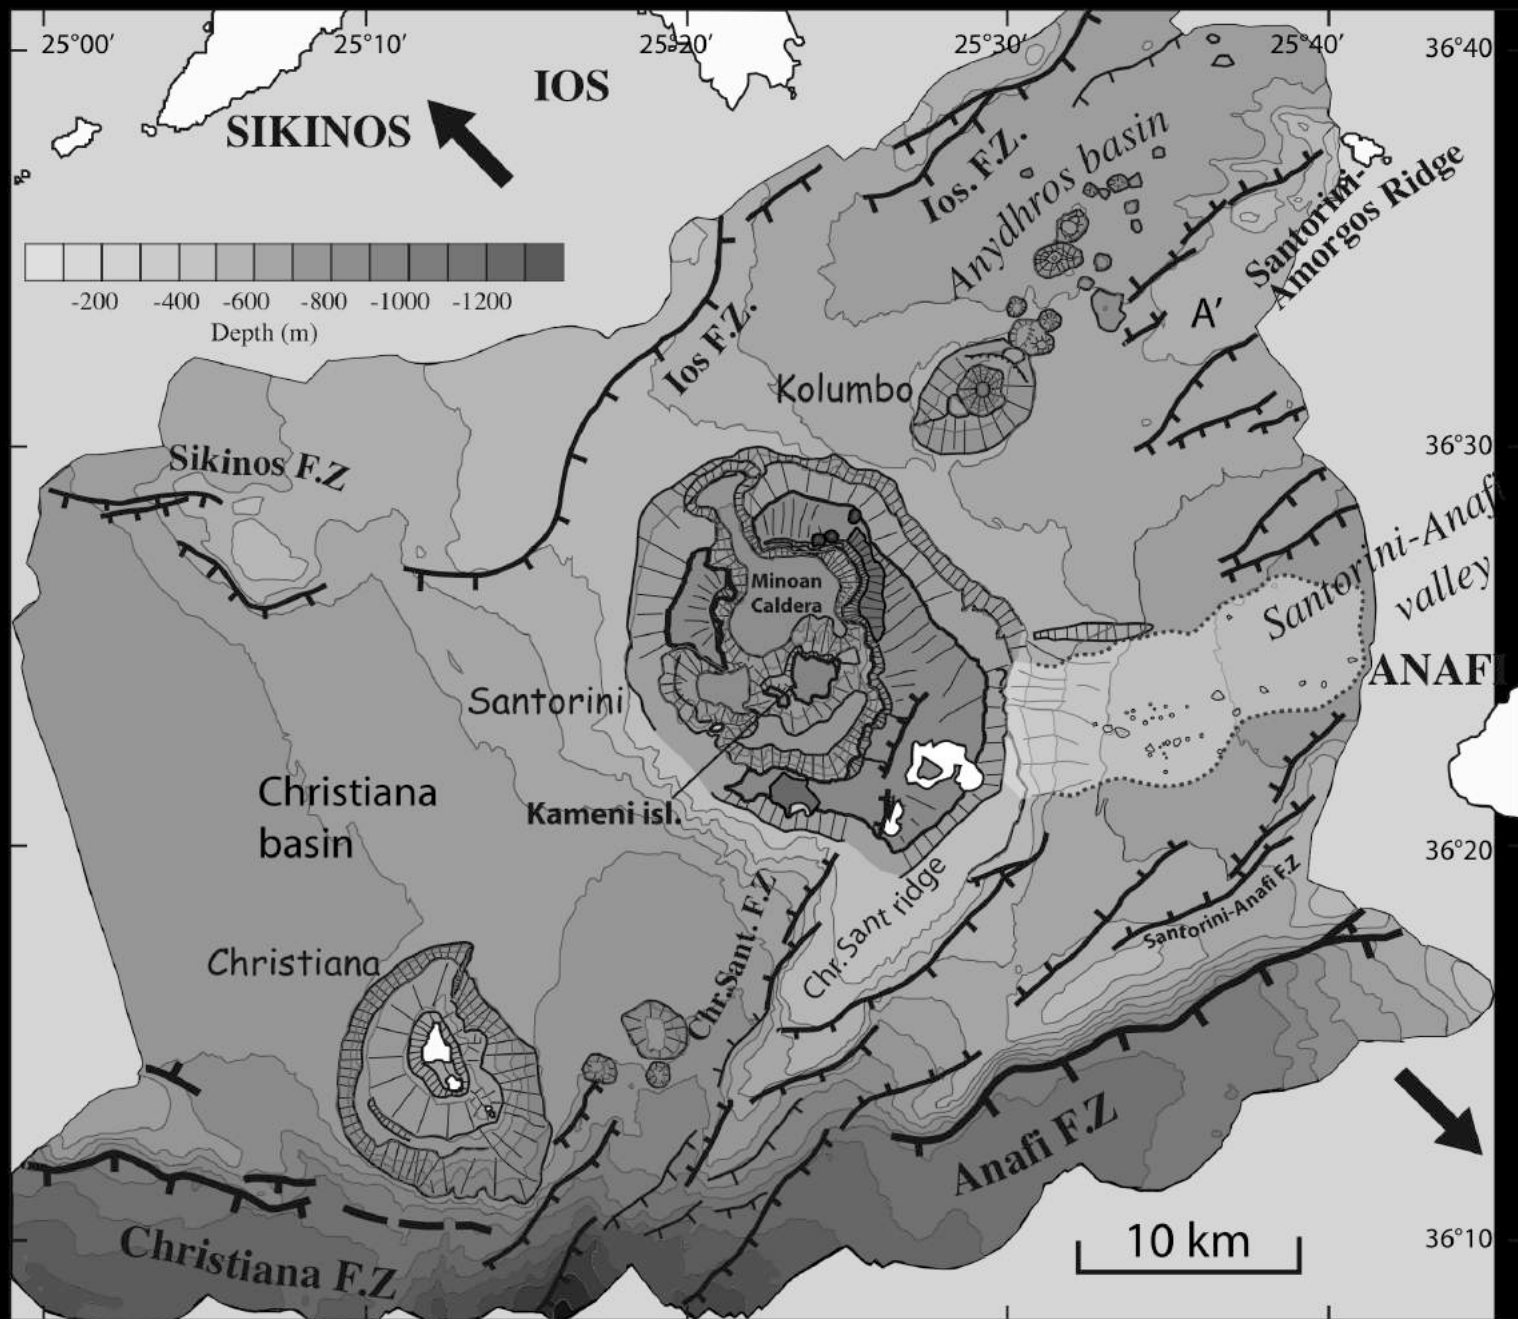 25°00′
25°10′
25°20′
25°30′
25°40′
36°40
IOS
SIKINOS
Ios. F.Z.
Anydhros basin
Santorini-
Amorgos Ridge
-200
-400
-600
-800
-1000
-1200
Depth (m)
Ios F.Z.
A′
Kolumbo
36°30
Sikinos F.Z
Santorini-Anafi
valley
Minoan
Caldera
ANAFI
Santorini
Christiana
basin
Kameni isl.
36°20
Chr.Sant ridge
Chr.Sant. F.Z
Santorini-Anafi F.Z
Christiana
Anafi F.Z
Christiana F.Z
10 km
36°10